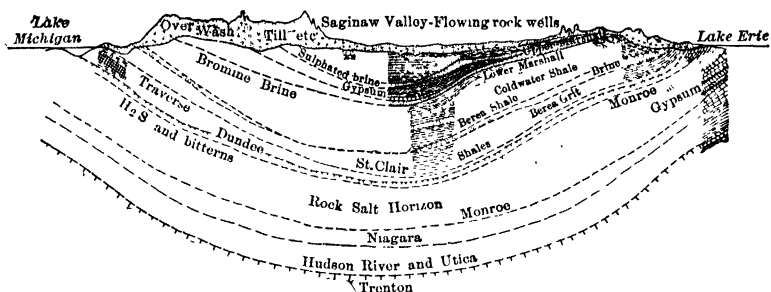 Lake Michigan
Over Wash
Till etc
Saginaw Valley-Flowing rock wells
Lake Erie
Bromine Brine
Sulphated brine
Gypsum
Lower Marshall
Coldwater Shale
Berea Shale
Brine
Berea Grit
Shales
Monroe
Gypsum
Traverse
Dundee
H2S and bitterns
St. Clair
Rock Salt Horizon
Monroe
Niagara
Hudson River and Utica
Trenton